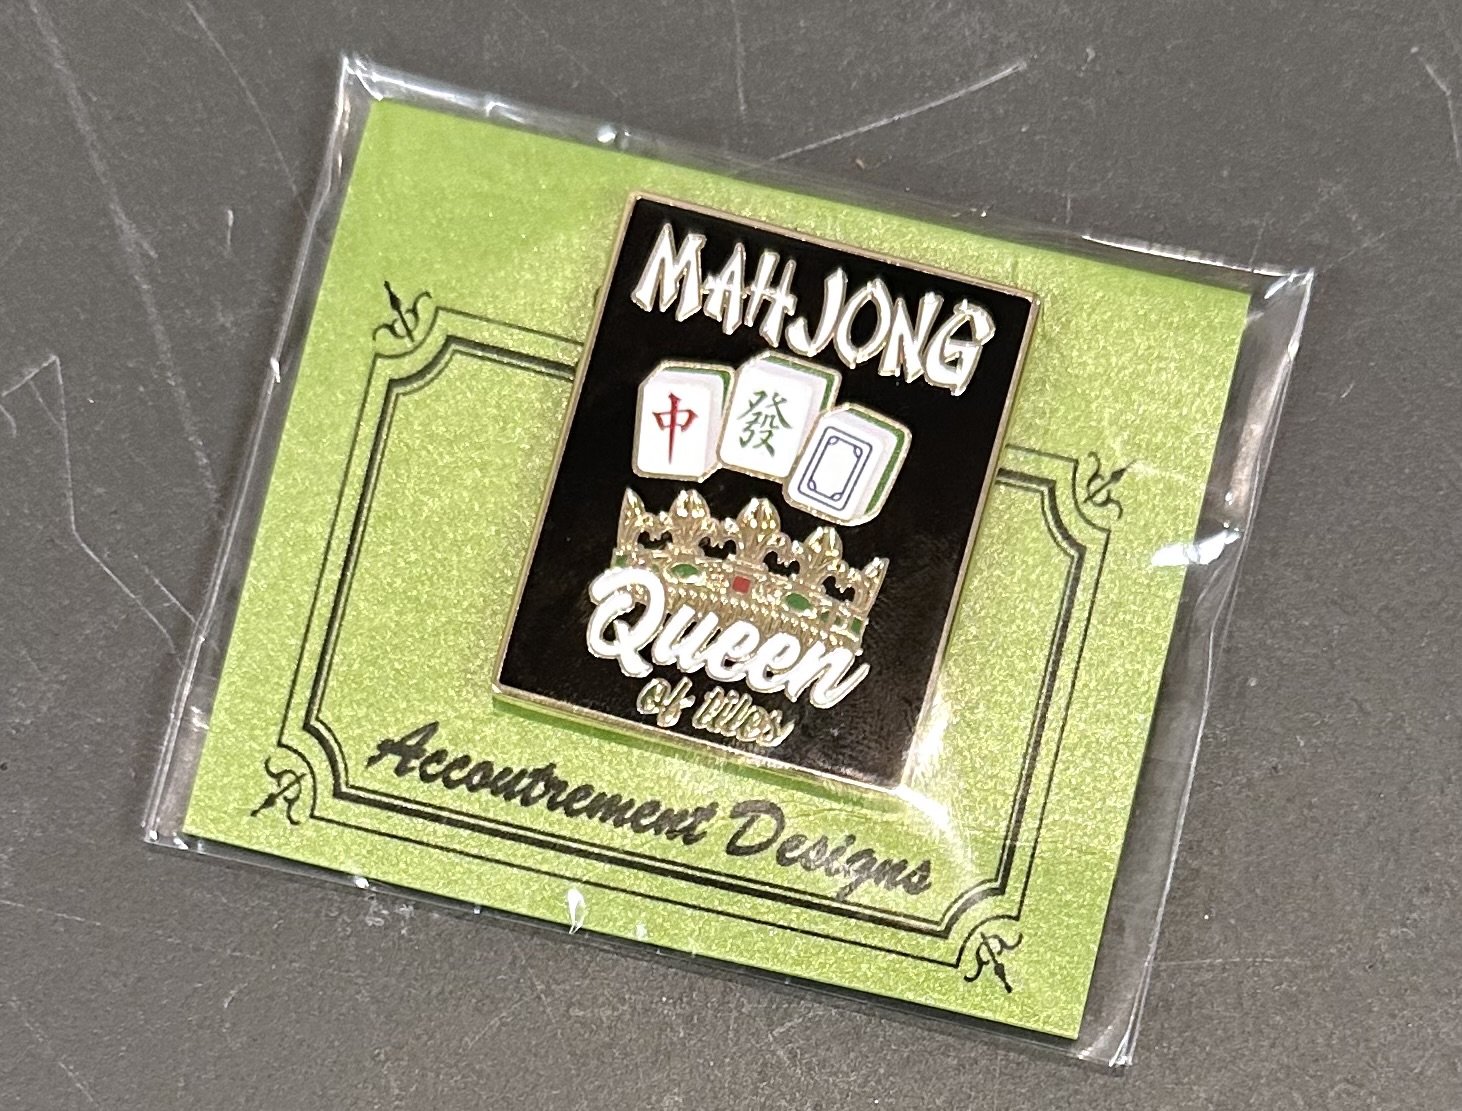 MAHJONG
中 發
Queen
of tiles
Accoutrement Designs